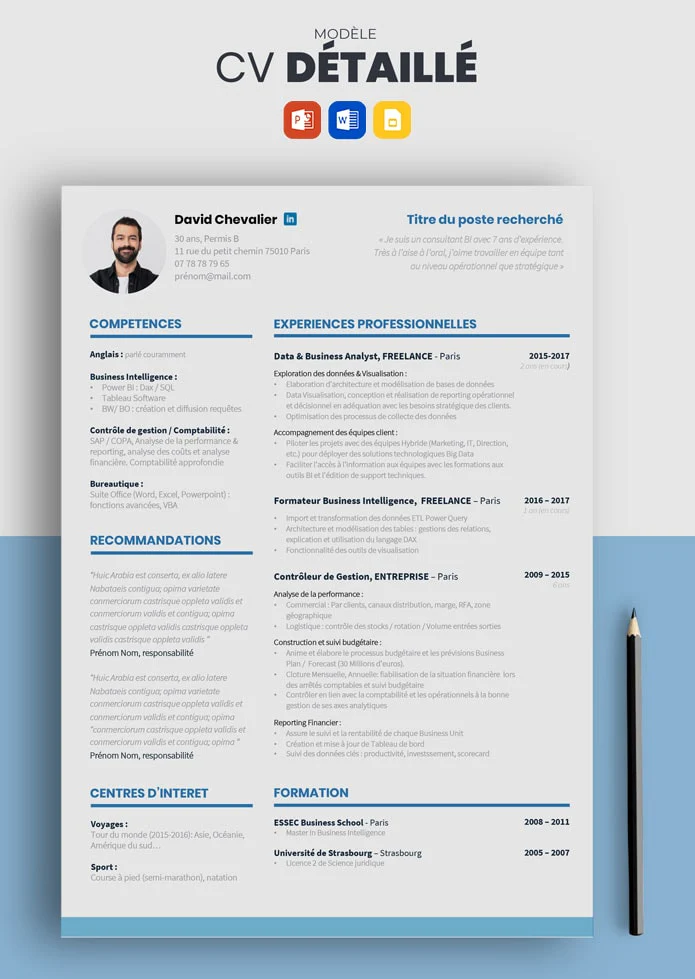 MODÈLE
CV DÉTAILLÉ
David Chevalier in
30 ans, Permis B
11 rue du petit chemin 75010 Paris
07 78 78 79 65
prénom@mail.com
Titre du poste recherché
« Je suis un consultant BI avec 7 ans d'expérience.
Très à l'aise à l'oral, j'aime travailler en équipe tant
au niveau opérationnel que stratégique »
COMPETENCES
Anglais : parlé couramment
Business Intelligence :
• Power BI : Dax / SQL
• Tableau Software
• BW/ BO : création et diffusion requêtes
Contrôle de gestion / Comptabilité :
SAP / COPA, Analyse de la performance &
reporting, analyse des coûts et analyse
financière. Comptabilité approfondie
Bureautique :
Suite Office (Word, Excel, Powerpoint) :
fonctions avancées, VBA
RECOMMANDATIONS
"Huic Arabia est conserta, ex alio latere
Nabataeis contigua; opima varietate
conmerciorum castrisque oppleta validis et
conmerciorum validis et contigua; opima
castrisque oppleta validis et contigua castrisque
validis castrisque oppleta validis "
Prénom Nom, responsabilité
"Huic Arabia est conserta, ex alio latere
Nabataeis contigua; opima varietate
conmerciorum castrisque oppleta validis et
conmerciorum validis et contigua; opima
"conmerciorum castrisque oppleta validis et
conmerciorum validis et contigua; opima "
Prénom Nom, responsabilité
CENTRES D'INTERET
Voyages :
Tour du monde (2015-2016): Asie, Océanie,
Amérique du sud…
Sport :
Course à pied (semi-marathon), natation
EXPERIENCES PROFESSIONNELLES
Data & Business Analyst, FREELANCE - Paris 2015-2017
2 ans (en cours)
Exploration des données & Visualisation :
• Elaboration d'architecture et modélisation de bases de données
• Data Visualisation, conception et réalisation de reporting opérationnel
et décisionnel en adéquation avec les besoins stratégique des clients.
• Optimisation des processus de collecte des données
Accompagnement des équipes client :
• Piloter les projets avec des équipes Hybride (Marketing, IT, Direction,
etc.) pour déployer des solutions technologiques Big Data
• Faciliter l'accès à l'information aux équipes avec les formations aux
outils BI et l'édition de support techniques.
Formateur Business Intelligence, FREELANCE – Paris 2016 – 2017
1 an (en cours)
• Import et transformation des données ETL Power Query
• Architecture et modélisation des tables : gestions des relations,
explication et utilisation du langage DAX
• Fonctionnalité des outils de visualisation
Contrôleur de Gestion, ENTREPRISE – Paris 2009 – 2015
6 ans
Analyse de la performance :
• Commercial : Par clients, canaux distribution, marge, RFA, zone
géographique
• Logistique : contrôle des stocks / rotation / Volume entrées sorties
Construction et suivi budgétaire :
• Anime et élabore le processus budgétaire et les prévisions Business
Plan / Forecast (30 Millions d'euros).
• Cloture Mensuelle, Annuelle: fiabilisation de la situation financière lors
des arrêtés comptables et suivi budgétaire
• Contrôler en lien avec la comptabilité et les opérationnels à la bonne
gestion de ses axes analytiques
Reporting Financier :
• Assure le suivi et la rentabilité de chaque Business Unit
• Création et mise à jour de Tableau de bord
• Suivi des données clés : productivité, investsssement, scorecard
FORMATION
ESSEC Business School - Paris 2008 – 2011
• Master in Business Intelligence
Université de Strasbourg – Strasbourg 2005 – 2007
• Licence 2 de Science juridique